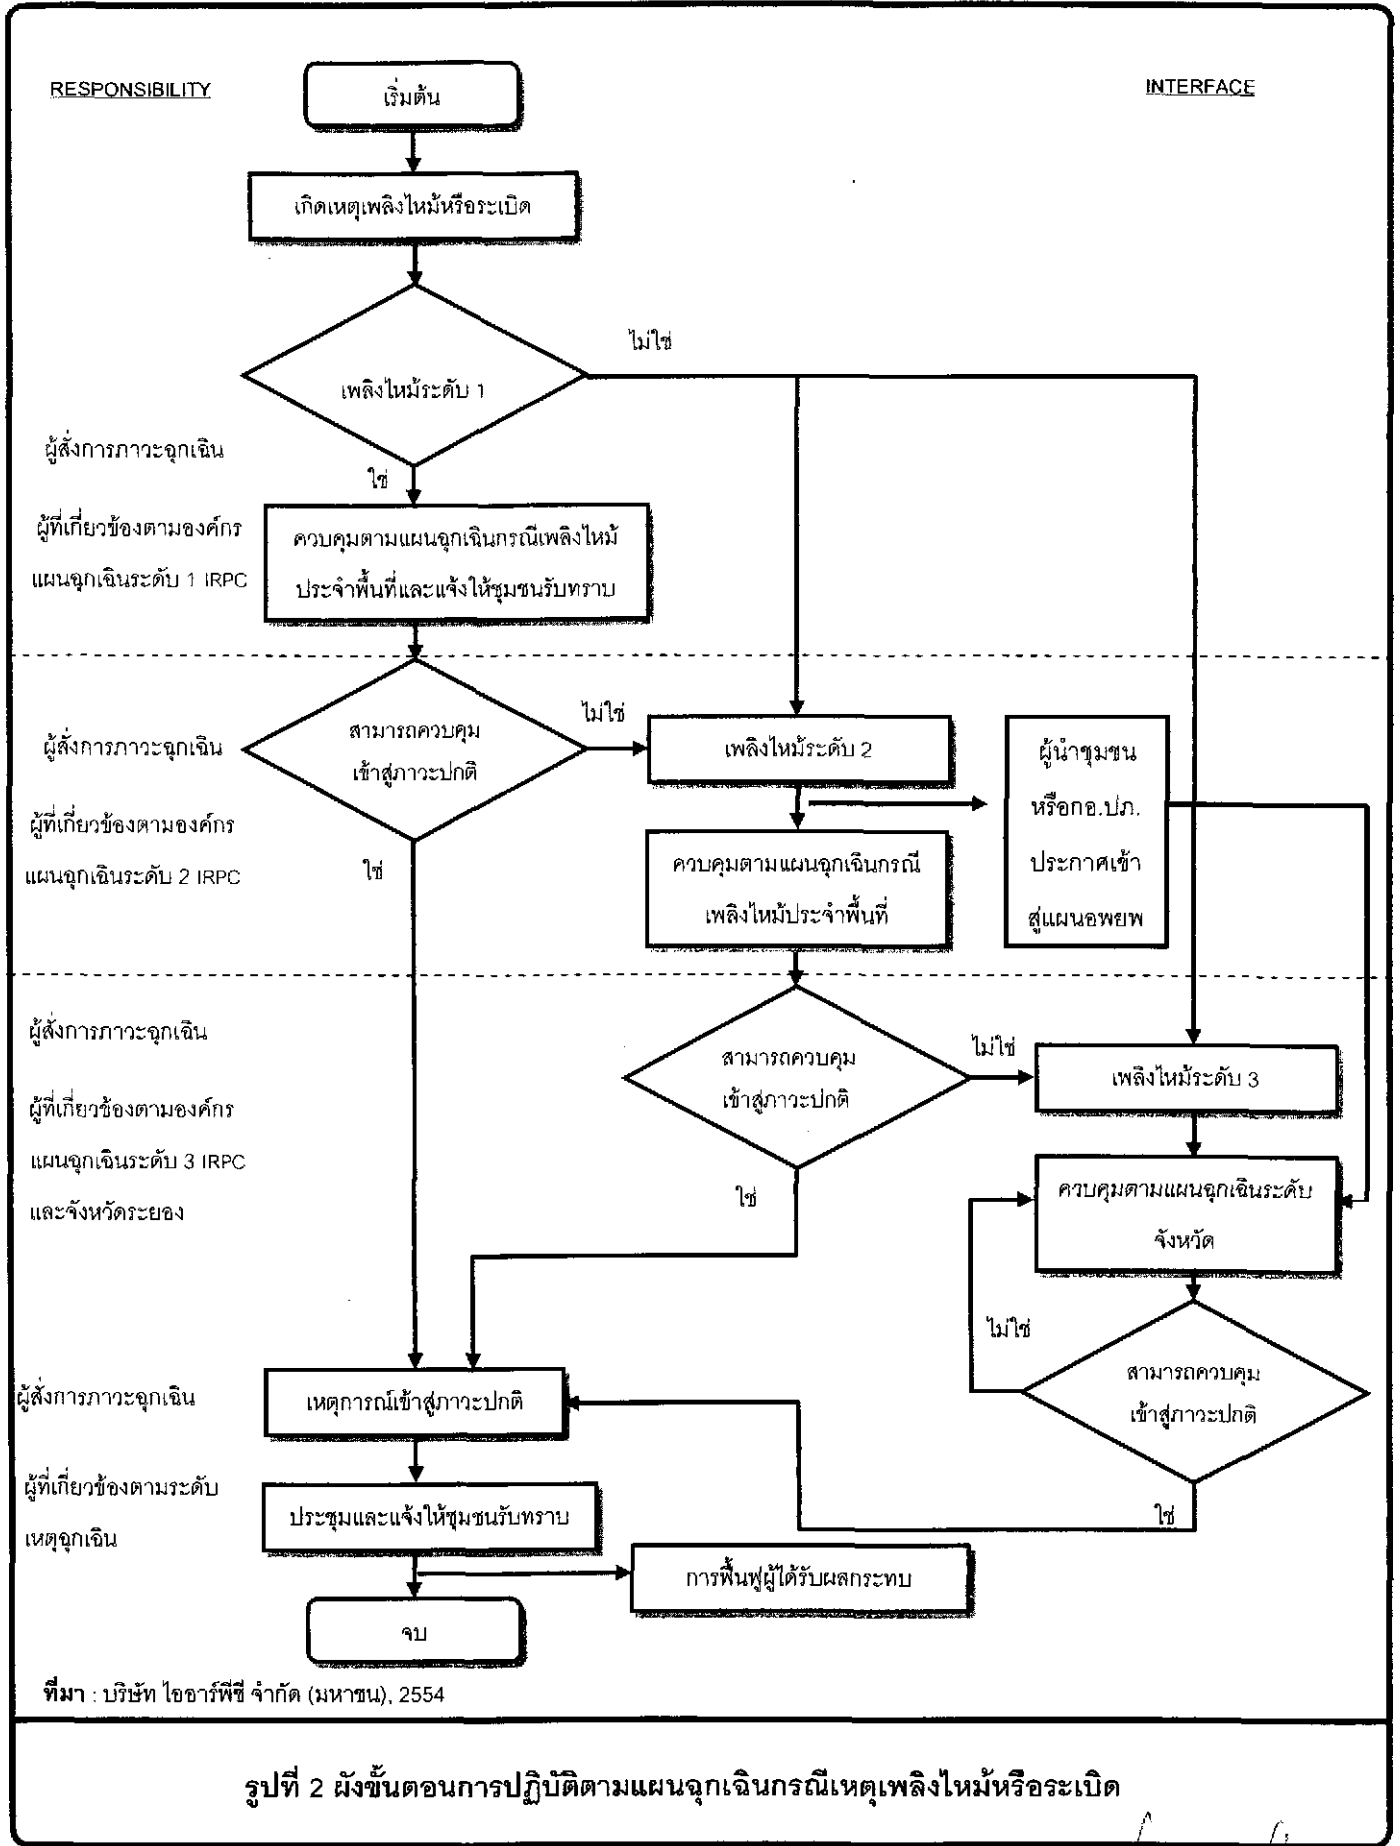 RESPONSIBILITY
INTERFACE
เริ่มต้น
เกิดเหตุเพลิงไหม้หรือระเบิด
ไม่ใช่
เพลิงไหม้ระดับ 1
ผู้สั่งการภาวะฉุกเฉิน
ใช่
ผู้ที่เกี่ยวข้องตามองค์กร
แผนฉุกเฉินระดับ 1 IRPC
ควบคุมตามแผนฉุกเฉินกรณีเพลิงไหม้
ประจำพื้นที่และแจ้งให้ชุมชนรับทราบ
ผู้สั่งการภาวะฉุกเฉิน
ผู้ที่เกี่ยวข้องตามองค์กร
แผนฉุกเฉินระดับ 2 IRPC
สามารถควบคุม
เข้าสู่ภาวะปกติ
ไม่ใช่
ใช่
เพลิงไหม้ระดับ 2
ควบคุมตามแผนฉุกเฉินกรณี
เพลิงไหม้ประจำพื้นที่
ผู้นำชุมชน
หรือกอ.ปภ.
ประกาศเข้า
สู่แผนอพยพ
ผู้สั่งการภาวะฉุกเฉิน
ผู้ที่เกี่ยวข้องตามองค์กร
แผนฉุกเฉินระดับ 3 IRPC
และจังหวัดระยอง
สามารถควบคุม
เข้าสู่ภาวะปกติ
ไม่ใช่
ใช่
เพลิงไหม้ระดับ 3
ควบคุมตามแผนฉุกเฉินระดับ
จังหวัด
ไม่ใช่
สามารถควบคุม
เข้าสู่ภาวะปกติ
ใช่
ผู้สั่งการภาวะฉุกเฉิน
เหตุการณ์เข้าสู่ภาวะปกติ
ผู้ที่เกี่ยวข้องตามระดับ
เหตุฉุกเฉิน
ประชุมและแจ้งให้ชุมชนรับทราบ
การฟื้นฟูผู้ได้รับผลกระทบ
จบ
ที่มา : บริษัท ไออาร์พีซี จำกัด (มหาชน), 2554
รูปที่ 2 ผังขั้นตอนการปฏิบัติตามแผนฉุกเฉินกรณีเหตุเพลิงไหม้หรือระเบิด